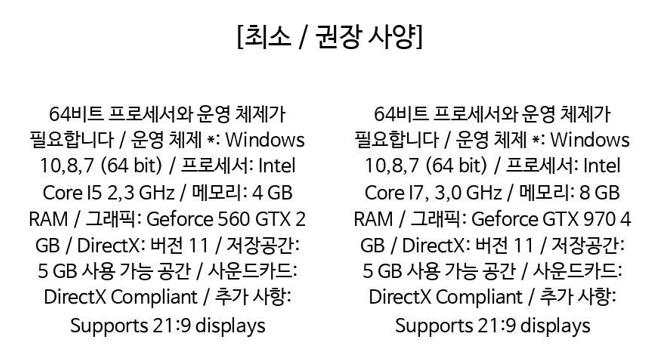 [최소 / 권장 사양]
64비트 프로세서와 운영 체제가
필요합니다 / 운영 체제 *: Windows
10,8,7 (64 bit) / 프로세서: Intel
Core I5 2,3 GHz / 메모리: 4 GB
RAM / 그래픽: Geforce 560 GTX 2
GB / DirectX: 버전 11 / 저장공간:
5 GB 사용 가능 공간 / 사운드카드:
DirectX Compliant / 추가 사항:
Supports 21:9 displays
64비트 프로세서와 운영 체제가
필요합니다 / 운영 체제 *: Windows
10,8,7 (64 bit) / 프로세서: Intel
Core I7, 3,0 GHz / 메모리: 8 GB
RAM / 그래픽: Geforce GTX 970 4
GB / DirectX: 버전 11 / 저장공간:
5 GB 사용 가능 공간 / 사운드카드:
DirectX Compliant / 추가 사항:
Supports 21:9 displays